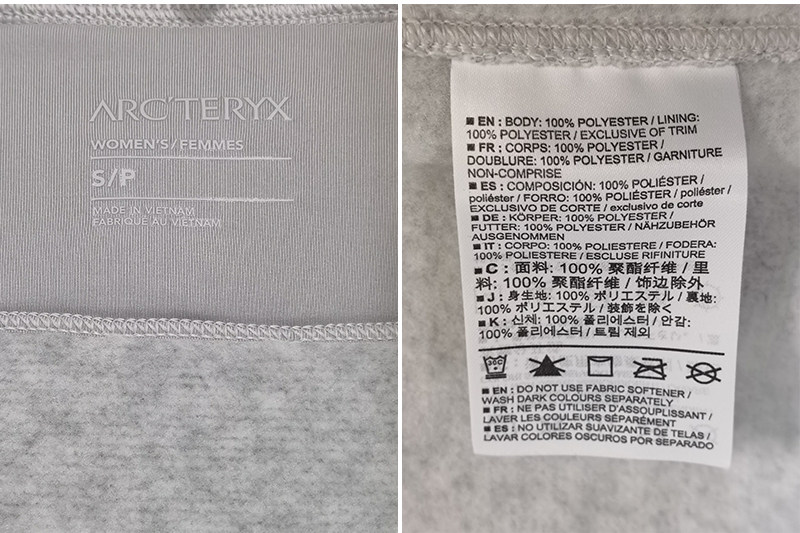 ARC'TERYX
WOMEN'S/FEMMES
S/P
MADE IN VIETNAM
FABRIQUÉ AU VIETNAM
■ EN : BODY: 100% POLYESTER / LINING:
100% POLYESTER / EXCLUSIVE OF TRIM
■ FR : CORPS: 100% POLYESTER /
DOUBLURE: 100% POLYESTER / GARNITURE
NON-COMPRISE
■ ES : COMPOSICIÓN: 100% POLIÉSTER /
poliéster / FORRO: 100% POLIÉSTER / poliéster /
EXCLUSIVO DE CORTE / exclusivo de corte
■ DE : KÖRPER: 100% POLYESTER /
FUTTER: 100% POLYESTER / NÄHZUBEHÖR
AUSGENOMMEN
■ IT : CORPO: 100% POLIESTERE / FODERA:
100% POLIESTERE / ESCLUSE RIFINITURE
■ C : 面料: 100% 聚酯纤维 / 里
料: 100% 聚酯纤维 / 饰边除外
■ J : 身生地: 100% ポリエステル / 裏地:
100% ポリエステル / 装飾を除く
■ K : 신체: 100% 폴리에스터 / 안감:
100% 폴리에스터 / 트림 제외
30C
■ EN : DO NOT USE FABRIC SOFTENER /
WASH DARK COLOURS SEPARATELY
■ FR : NE PAS UTILISER D'ASSOUPLISSANT /
LAVER LES COULEURS SÉPARÉMENT
■ ES : NO UTILIZAR SUAVIZANTE DE TELAS /
LAVAR COLORES OSCUROS POR SEPARADO